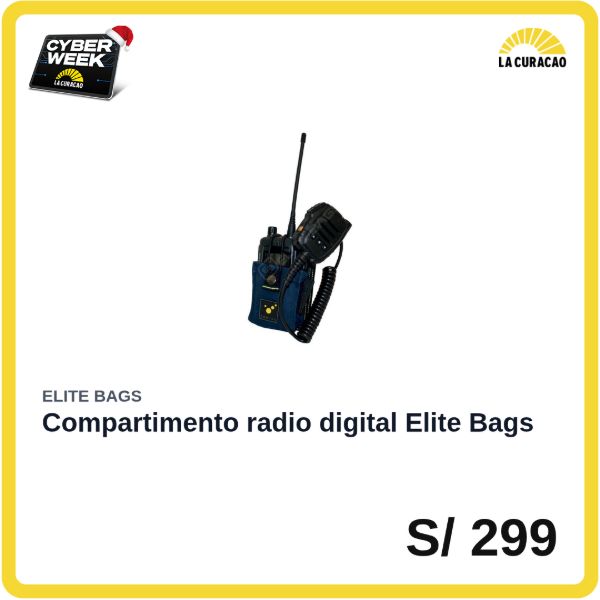 CYBER
WEEK
LA CURACAO
LA CURACAO
ELITE BAGS
Compartimento radio digital Elite Bags
S/ 299